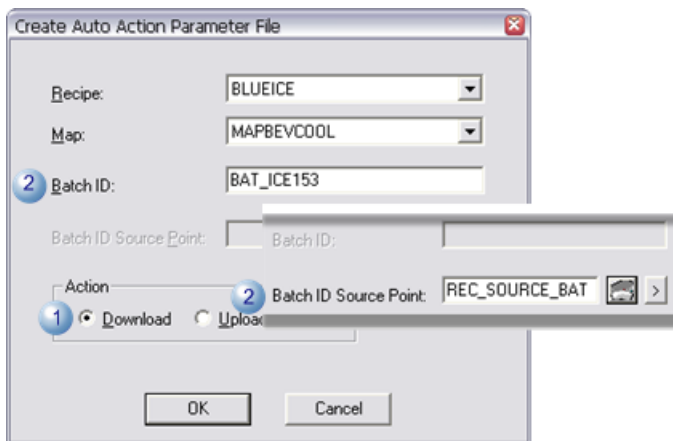 Create Auto Action Parameter File
Recipe: BLUEICE
Map: MAPBEVCOOL
2 Batch ID: BAT_ICE153
Batch ID Source Point:
Batch ID:
2 Batch ID Source Point: REC_SOURCE_BAT >
Action
1 Download Uploa
OK Cancel